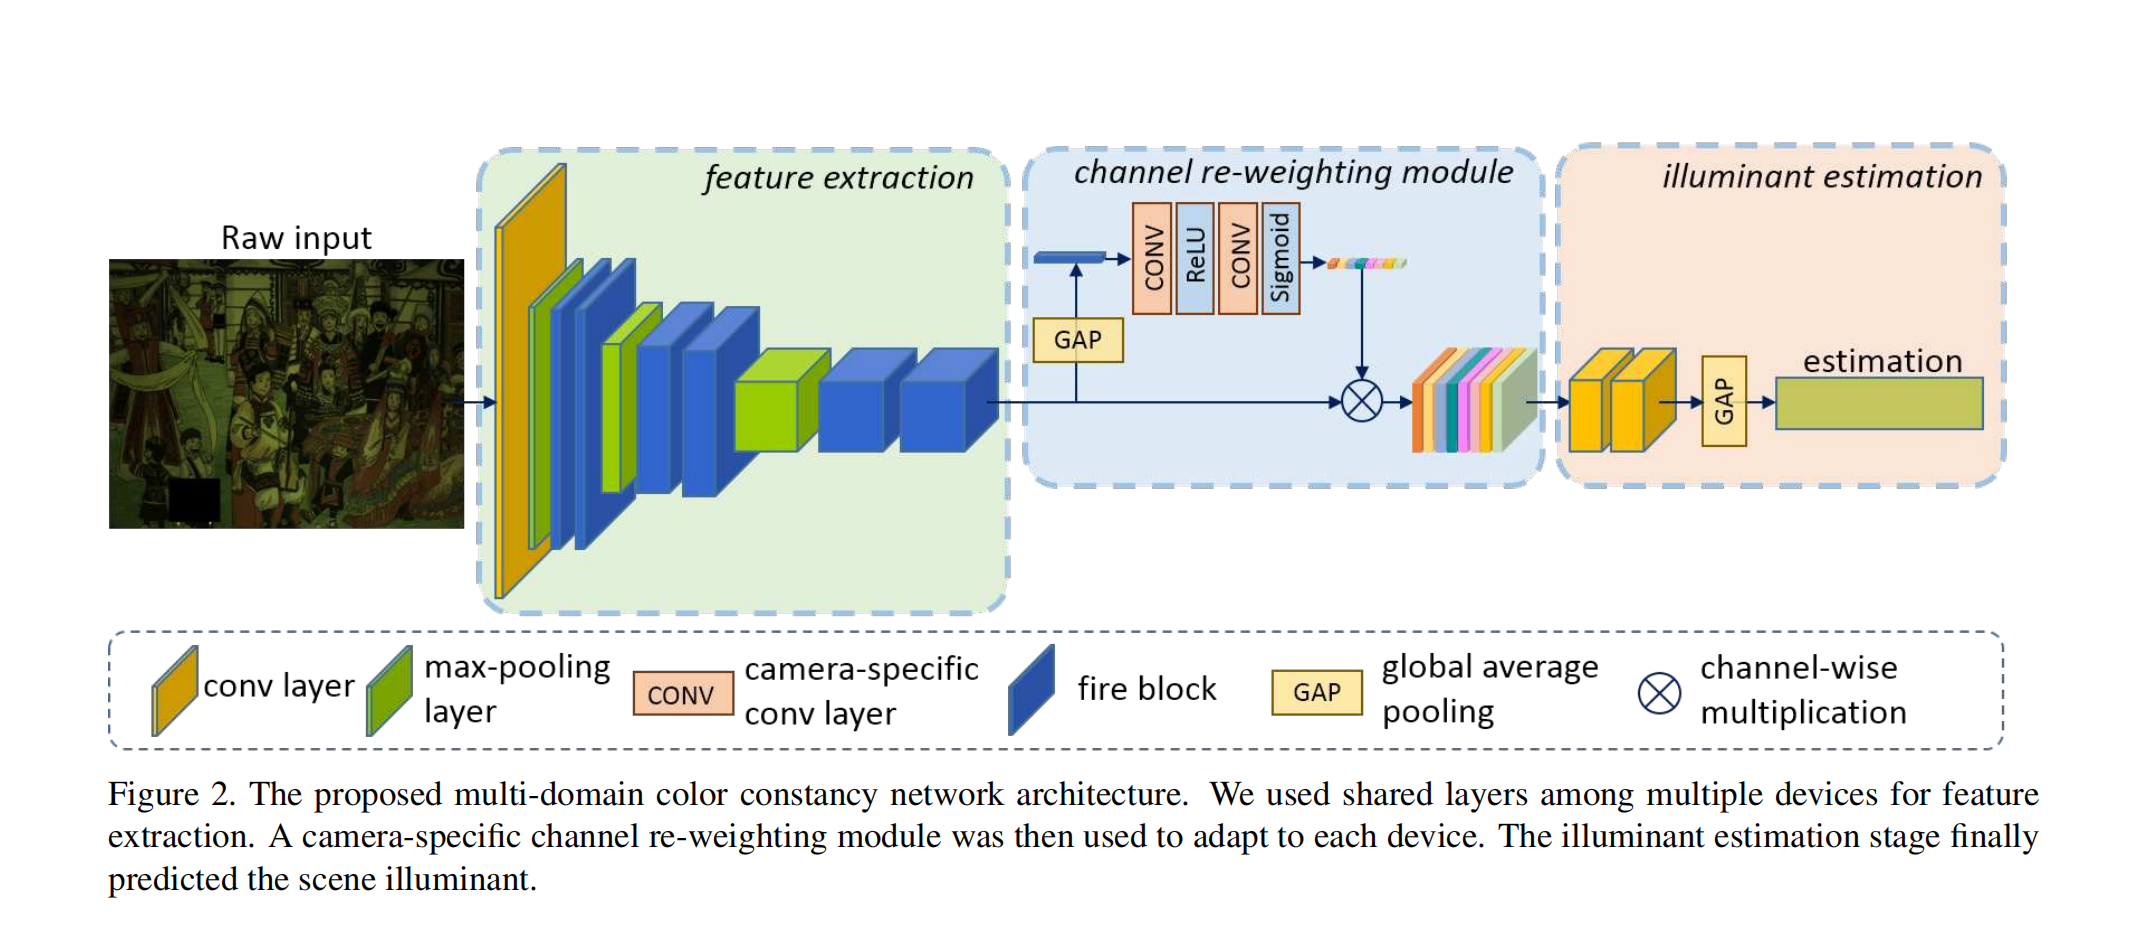 Raw input
feature extraction
channel re-weighting module
illuminant estimation
CONV
ReLU
CONV
Sigmoid
GAP
GAP
estimation
conv layer
max-pooling
layer
CONV
camera-specific
conv layer
fire block
GAP
global average
pooling
channel-wise
multiplication
Figure 2. The proposed multi-domain color constancy network architecture. We used shared layers among multiple devices for feature
extraction. A camera-specific channel re-weighting module was then used to adapt to each device. The illuminant estimation stage finally
predicted the scene illuminant.